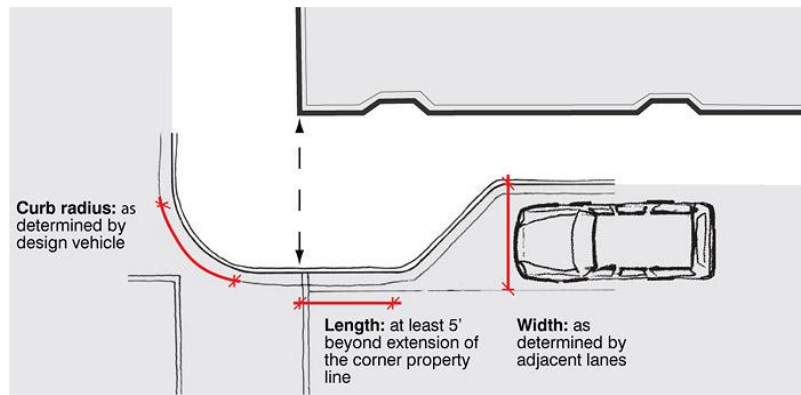 Curb radius: as
determined by
design vehicle
Length: at least 5'
beyond extension of
the corner property
line
Width: as
determined by
adjacent lanes